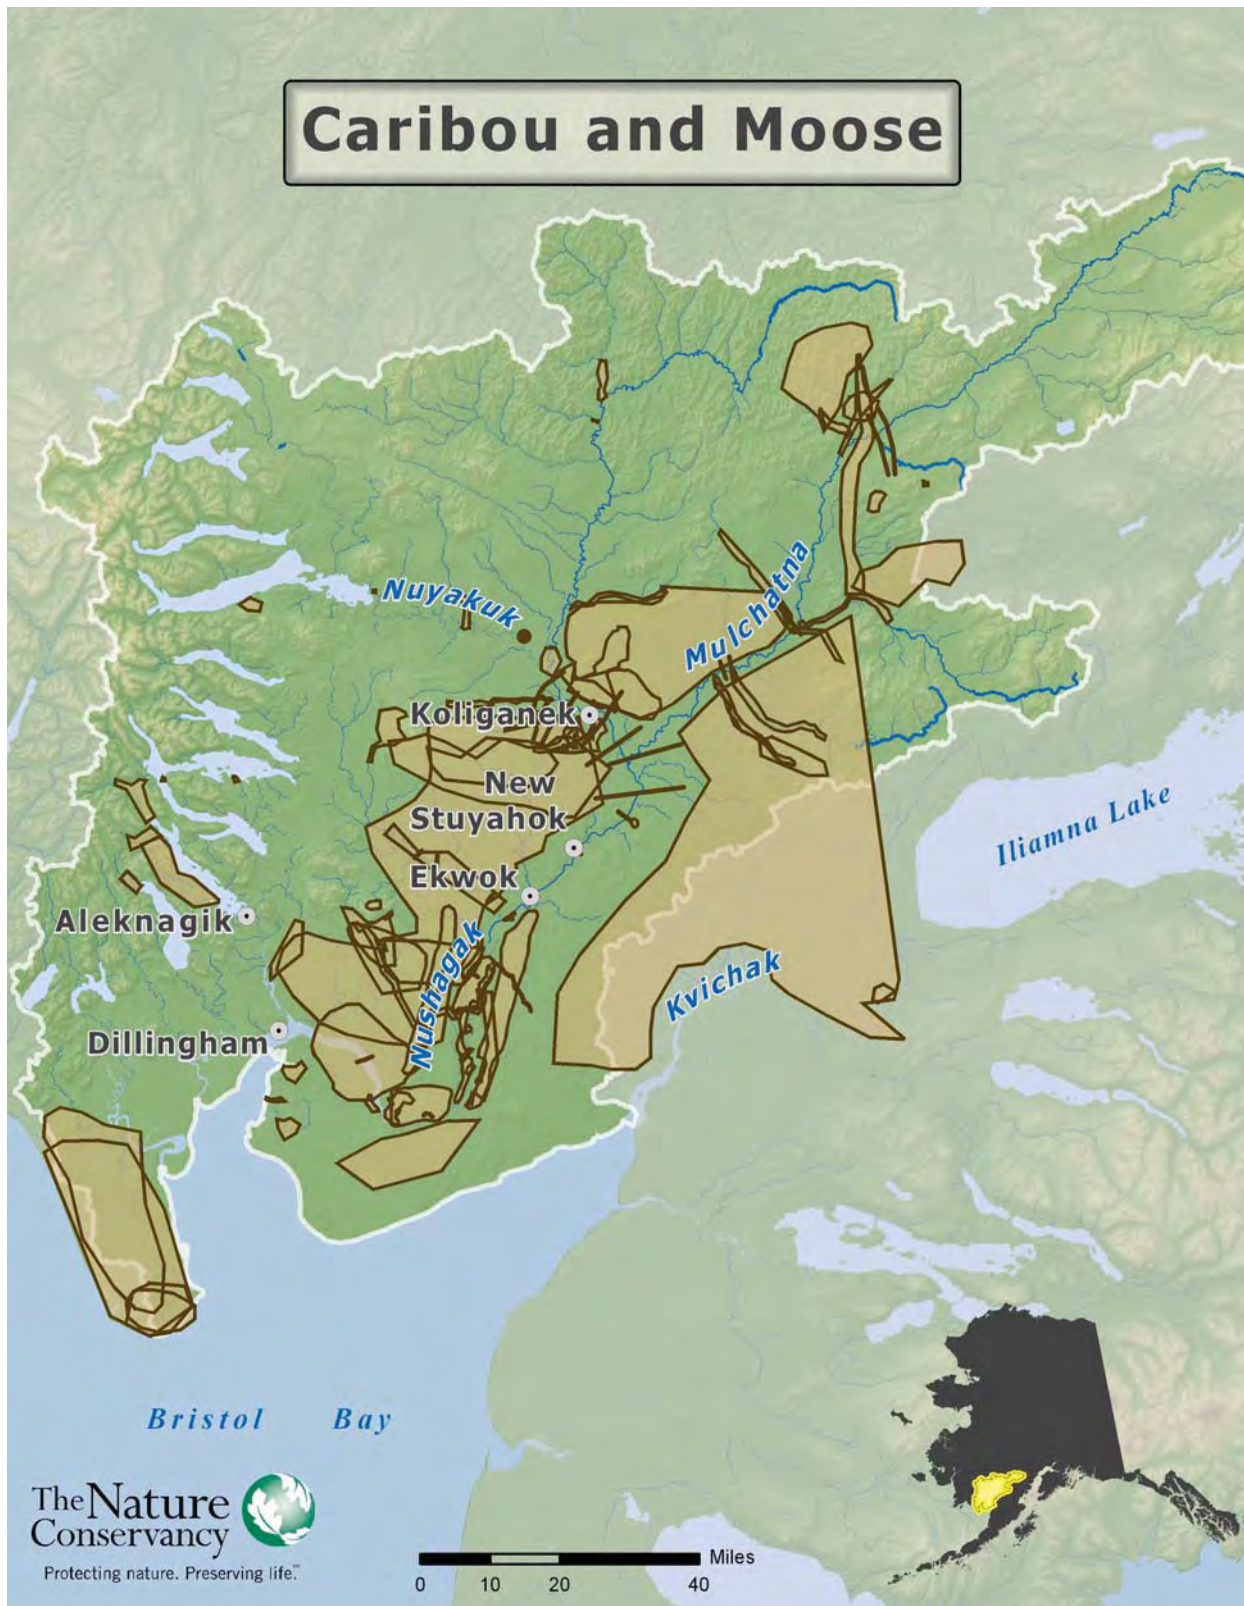 Caribou and Moose
Nuyakuk
Mulchatna
Koliganek
New
Stuyahok
Iliamna Lake
Ekwok
Aleknagik
Nushagak
Kvichak
Dillingham
Bristol Bay
The Nature
Conservancy
Protecting nature. Preserving life.™
Miles
0 10 20 40